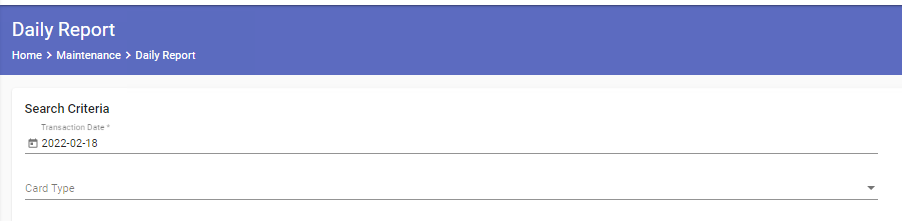 Daily Report
Home > Maintenance > Daily Report
Search Criteria
Transaction Date *
2022-02-18
Card Type